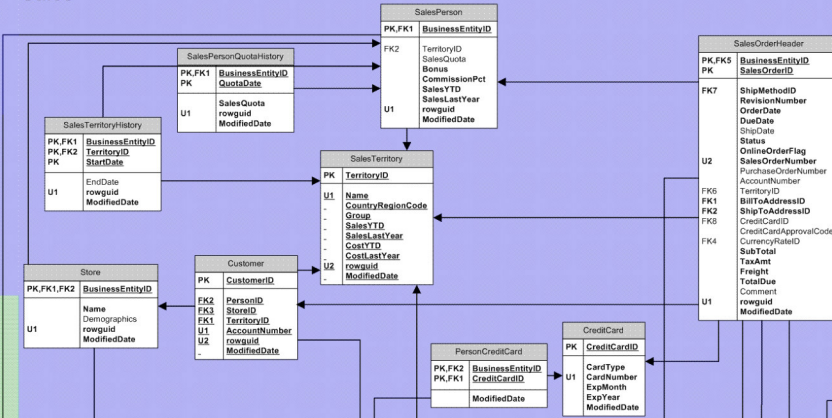 SalesPerson
PK,FK1 BusinessEntityID
FK2 TerritoryID
SalesQuota
Bonus
CommissionPct
SalesYTD
SalesLastYear
U1 rowguid
ModifiedDate
SalesPersonQuotaHistory
PK,FK1 BusinessEntityID
PK QuotaDate
SalesQuota
U1 rowguid
ModifiedDate
SalesOrderHeader
PK,FK5 BusinessEntityID
PK SalesOrderID
FK7 ShipMethodID
RevisionNumber
OrderDate
DueDate
ShipDate
Status
OnlineOrderFlag
U2 SalesOrderNumber
PurchaseOrderNumber
AccountNumber
FK6 TerritoryID
FK1 BillToAddressID
FK2 ShipToAddressID
FK8 CreditCardID
CreditCardApprovalCode
FK4 CurrencyRateID
SubTotal
TaxAmt
Freight
TotalDue
Comment
U1 rowguid
ModifiedDate
SalesTerritoryHistory
PK,FK1 BusinessEntityID
PK,FK2 TerritoryID
PK StartDate
EndDate
U1 rowguid
ModifiedDate
SalesTerritory
PK TerritoryID
U1 Name
CountryRegionCode
Group
SalesYTD
SalesLastYear
CostYTD
CostLastYear
U2 rowguid
ModifiedDate
Store
PK,FK1,FK2 BusinessEntityID
Name
Demographics
U1 rowguid
ModifiedDate
Customer
PK CustomerID
FK2 PersonID
FK3 StoreID
FK1 TerritoryID
U1 AccountNumber
U2 rowguid
ModifiedDate
PersonCreditCard
PK,FK2 BusinessEntityID
PK,FK1 CreditCardID
ModifiedDate
CreditCard
PK CreditCardID
CardType
U1 CardNumber
ExpMonth
ExpYear
ModifiedDate